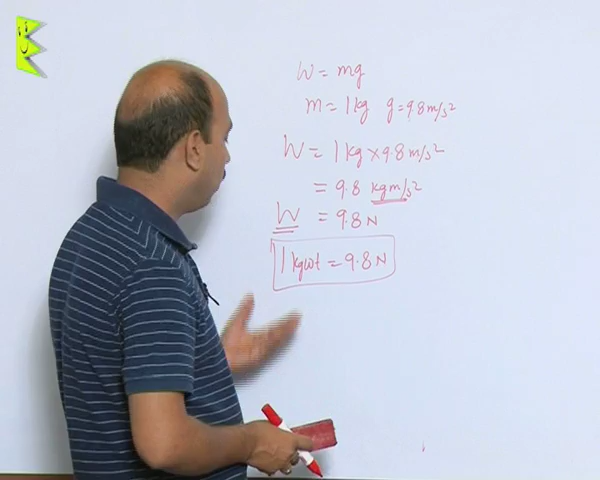 W = mg
m = 1kg g = 9.8 m/s²
W = 1kg × 9.8 m/s²
= 9.8 kgm/s²
W = 9.8 N
1 kgwt = 9.8 N